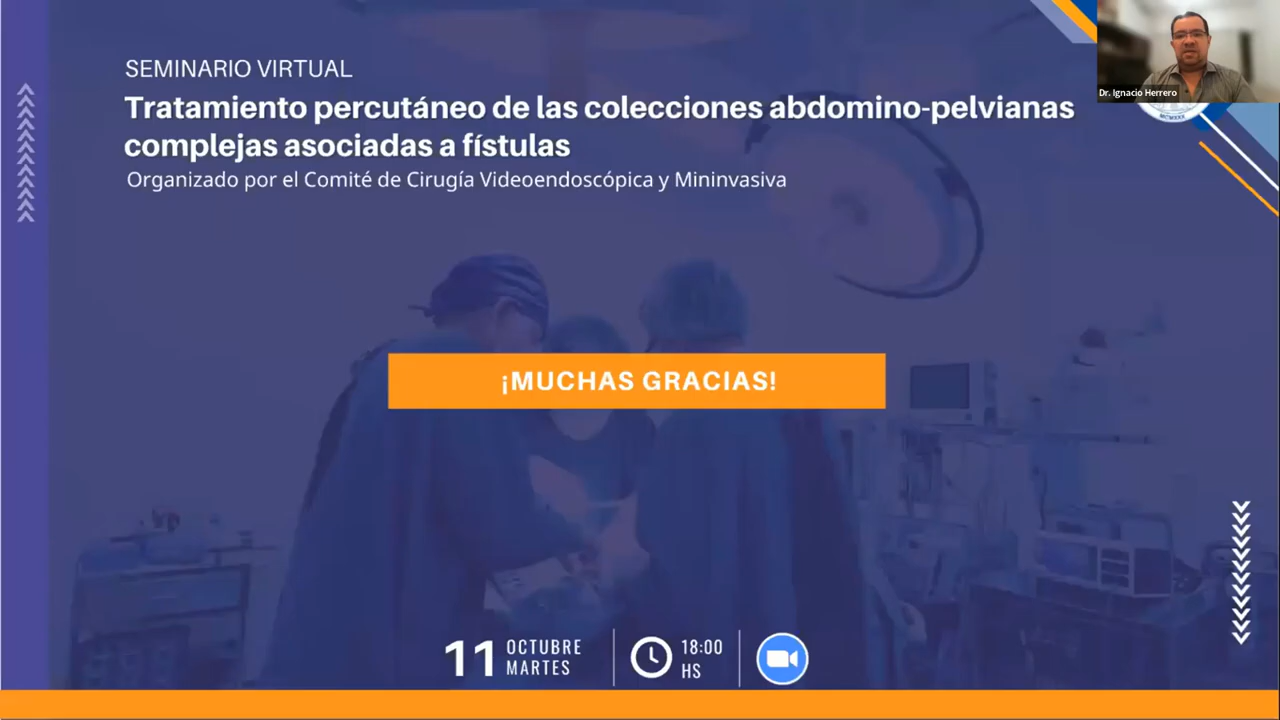 SEMINARIO VIRTUAL
Tratamiento percutáneo de las colecciones abdomino-pelvianas
complejas asociadas a fístulas
Organizado por el Comité de Cirugía Videoendoscópica y Mininvasiva
Dr. Ignacio Herrero
MCMXXX
¡MUCHAS GRACIAS!
11 OCTUBRE
MARTES
18:00
HS